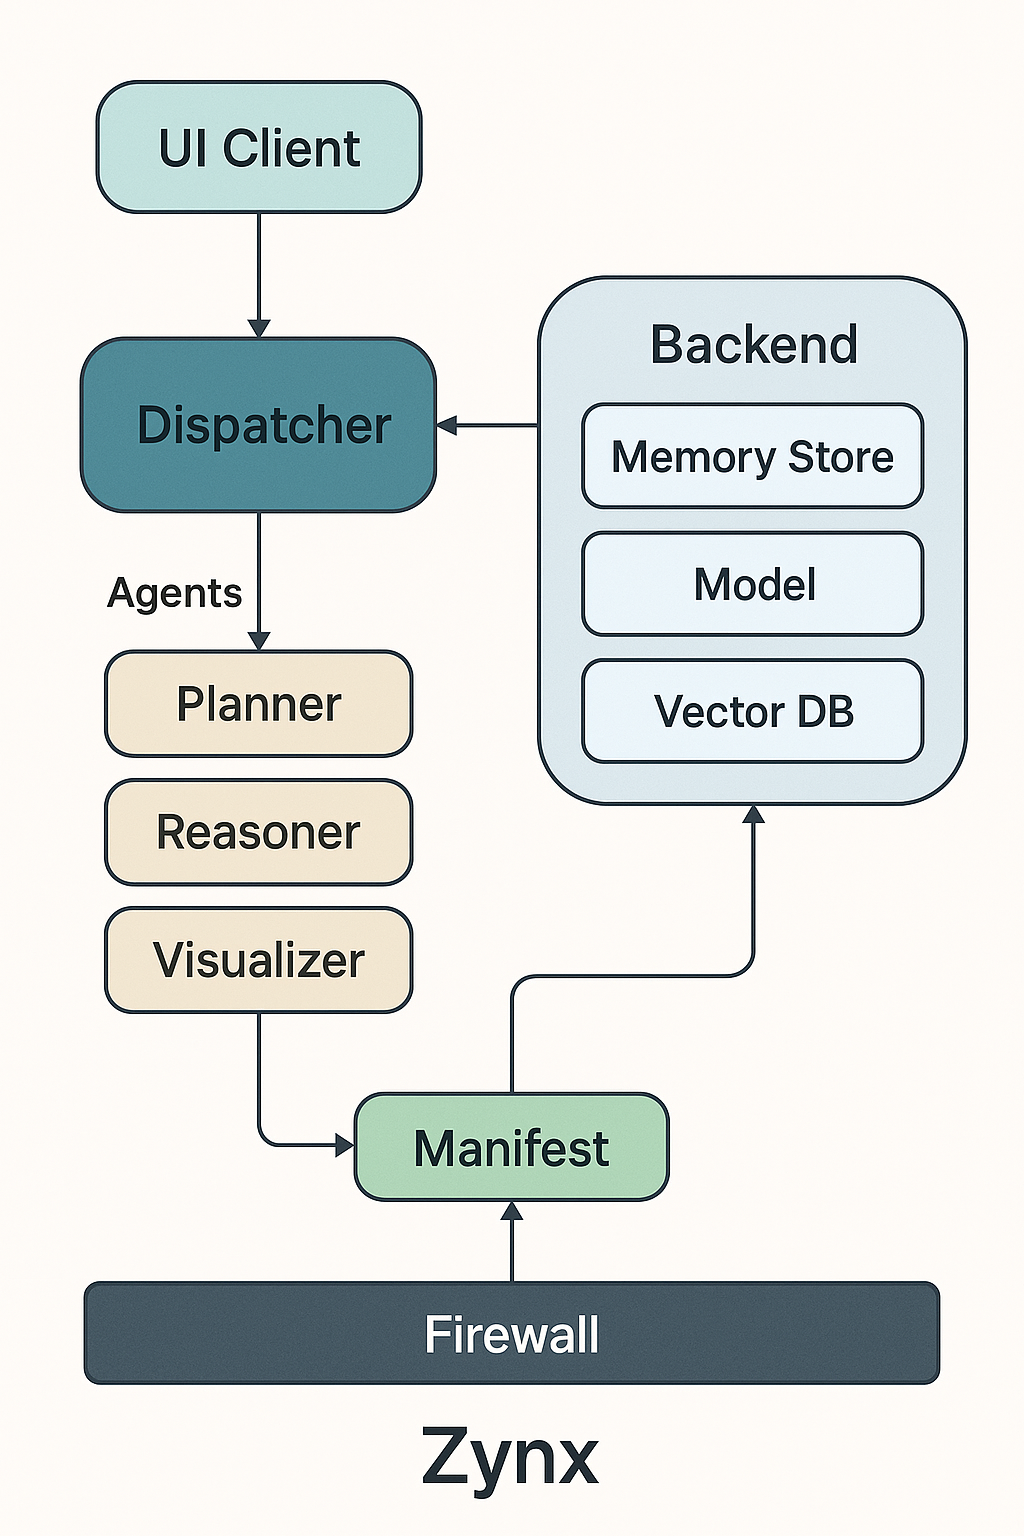 UI Client
Dispatcher
Agents
Planner
Reasoner
Visualizer
Backend
Memory Store
Model
Vector DB
Manifest
Firewall
Zynx